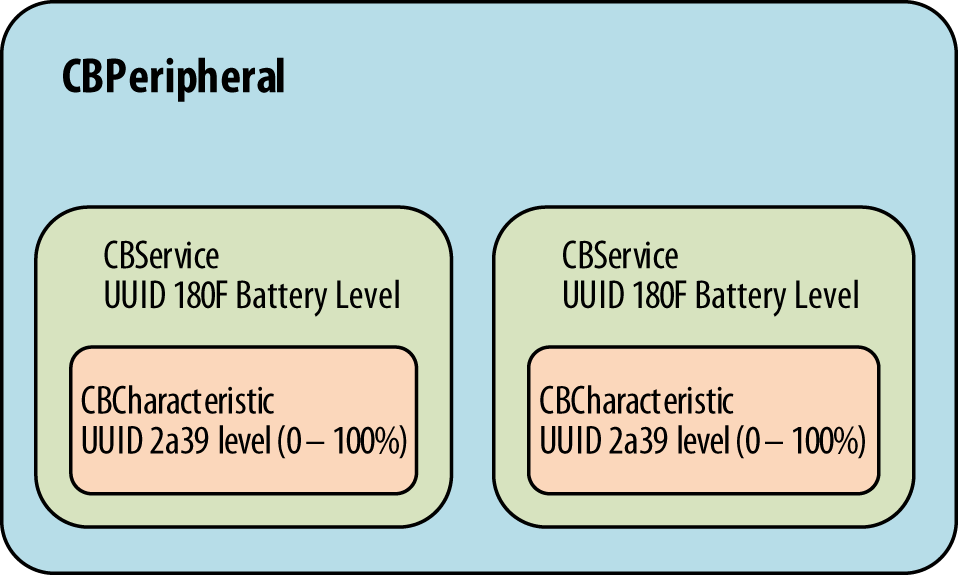 CBPeripheral
CBService
UUID 180F Battery Level
CBCharacteristic
UUID 2a39 level (0 – 100%)
CBService
UUID 180F Battery Level
CBCharacteristic
UUID 2a39 level (0 – 100%)